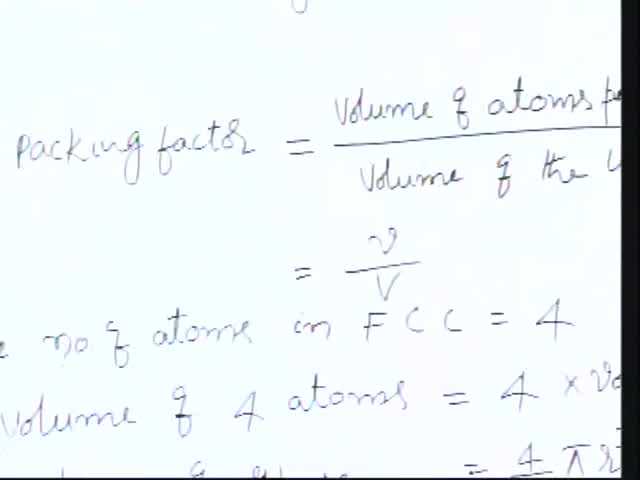 Packing factor = Volume of atoms / Volume of the
= v / V
no of atoms in FCC = 4
volume of 4 atoms = 4 ×
= 4 π r